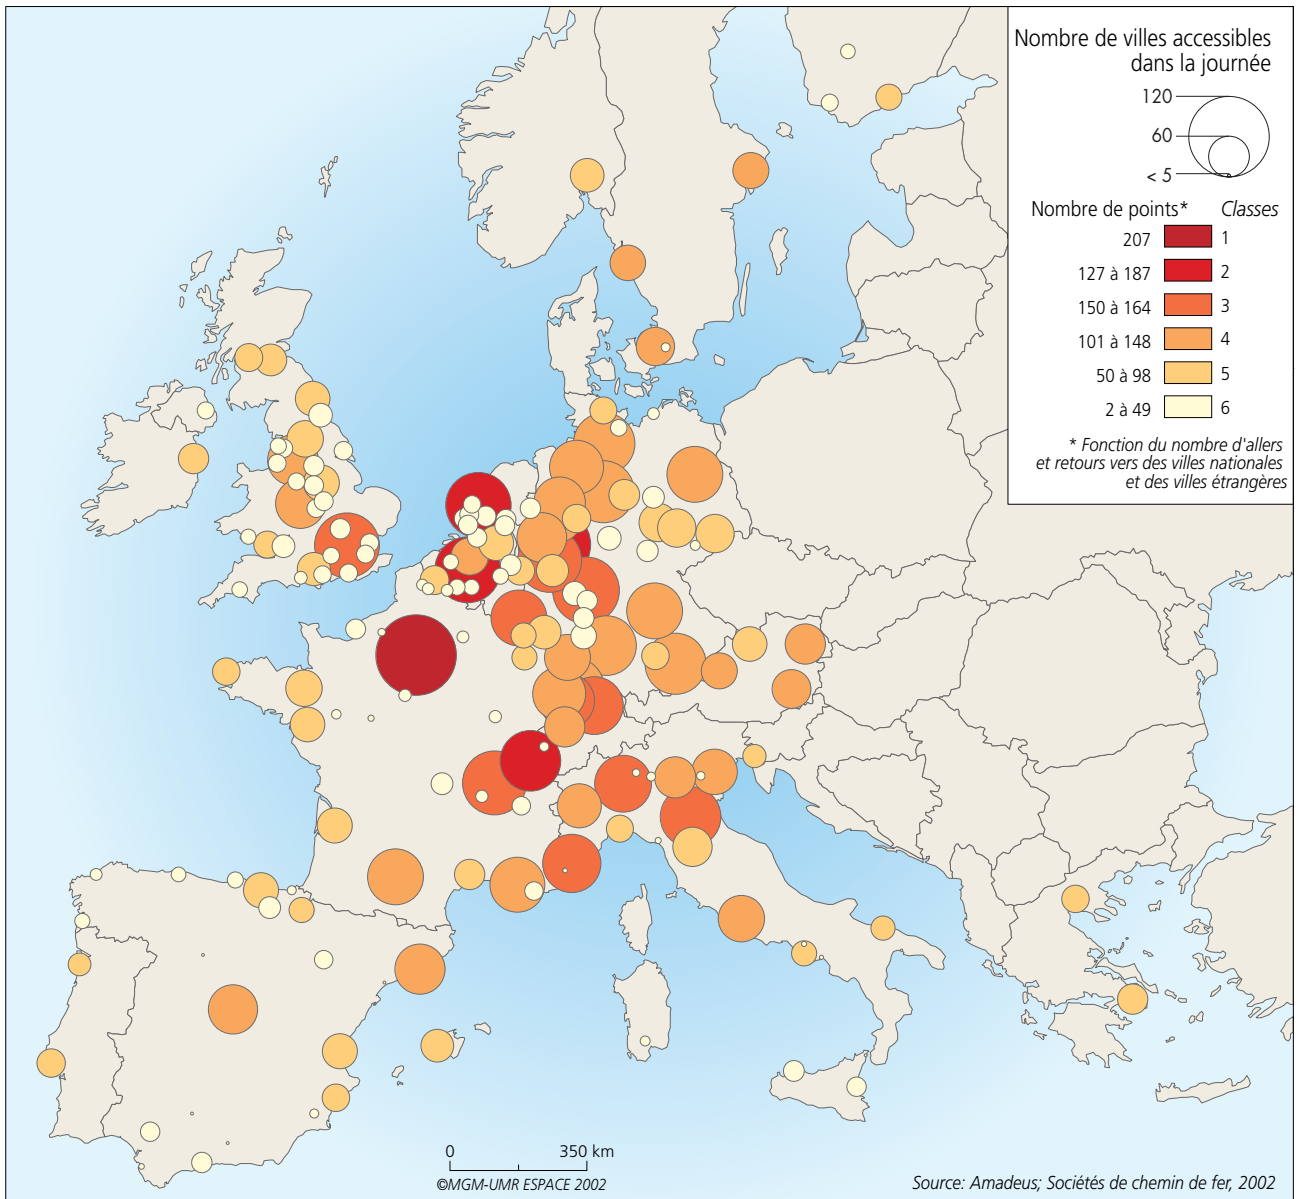 Nombre de villes accessibles
dans la journée
120
60
< 5
Nombre de points* Classes
207 1
127 à 187 2
150 à 164 3
101 à 148 4
50 à 98 5
2 à 49 6
* Fonction du nombre d'allers
et retours vers des villes nationales
et des villes étrangères
0 350 km
©MGM-UMR ESPACE 2002
Source: Amadeus; Sociétés de chemin de fer, 2002